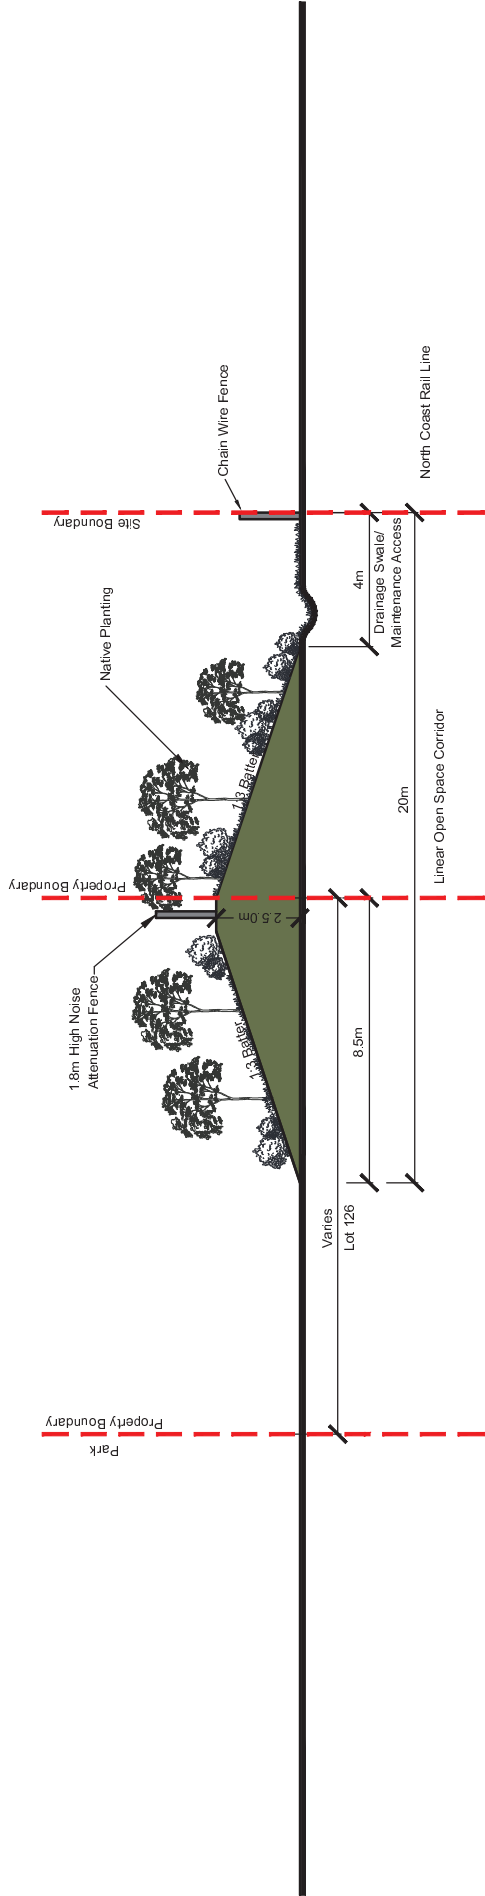 Park
Property Boundary
1.8m High Noise
Attenuation Fence
Property Boundary
Native Planting
Site Boundary
Chain Wire Fence
1:3 Batter
2.5.0m
1:3 Batter
Varies
Lot 126
8.5m
4m
Drainage Swale/
Maintenance Access
20m
Linear Open Space Corridor
North Coast Rail Line